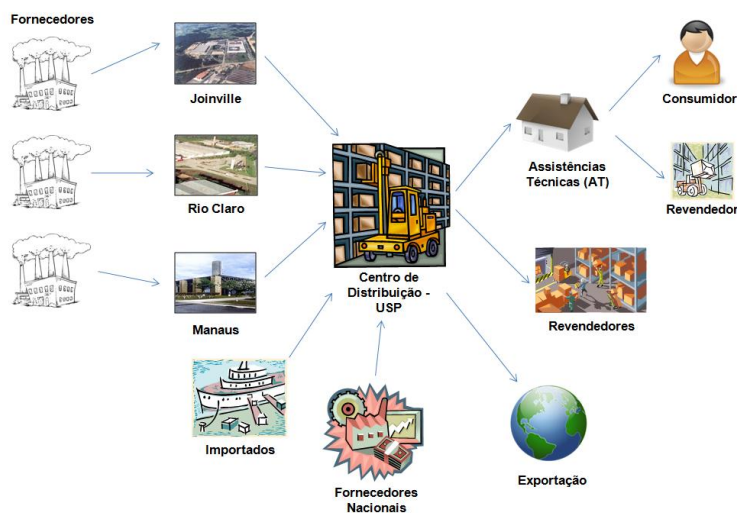 Fornecedores
Joinville
Rio Claro
Manaus
Importados
Fornecedores
Nacionais
Centro de
Distribuição -
USP
Assistências
Técnicas (AT)
Consumidor
Revendedor
Revendedores
Exportação